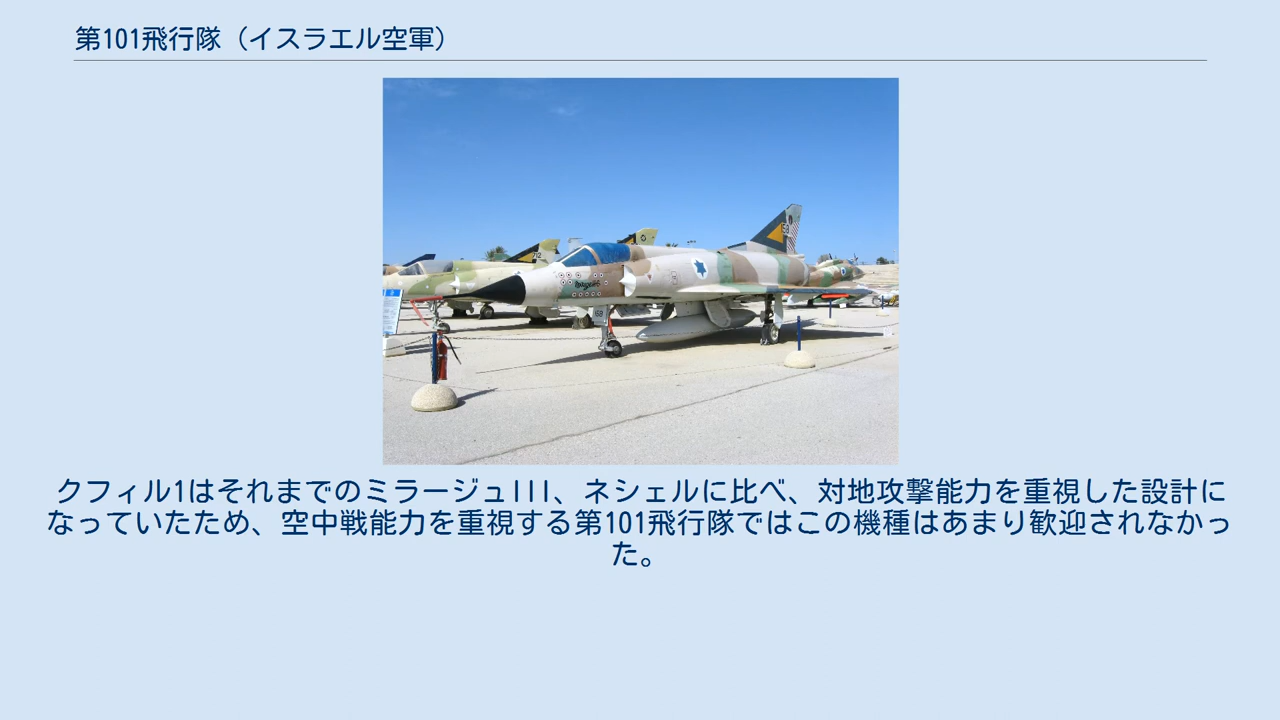 第101飛行隊（イスラエル空軍）
59
クフィル1はそれまでのミラージュIII、ネシェルに比べ、対地攻撃能力を重視した設計に
なっていたため、空中戦能力を重視する第101飛行隊ではこの機種はあまり歓迎されなかっ
た。